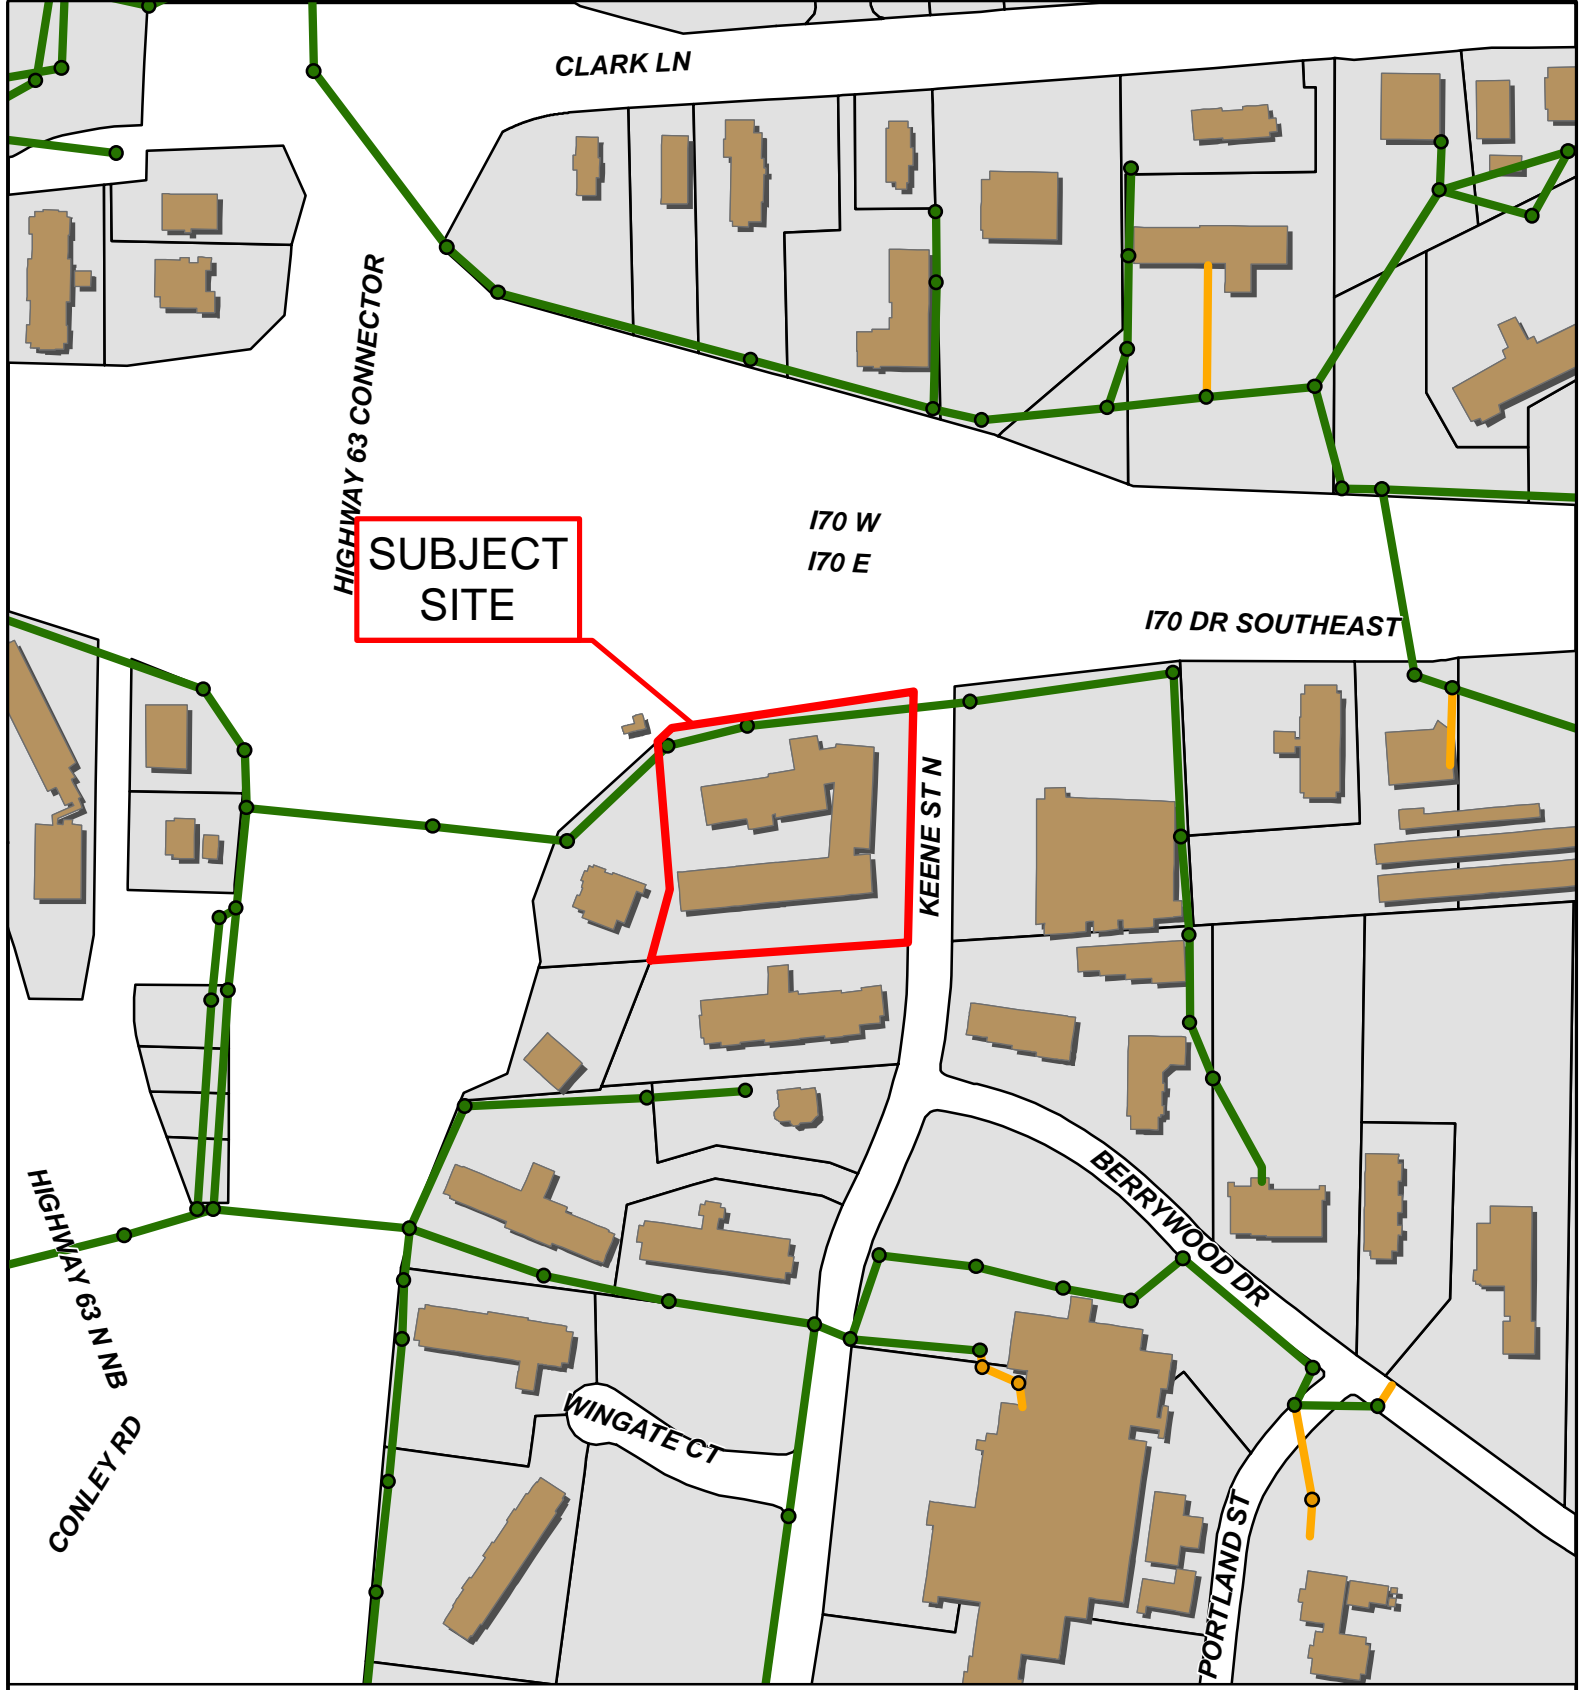 CLARK LN
HIGHWAY 63 CONNECTOR
I70 W
I70 E
SUBJECT
SITE
I70 DR SOUTHEAST
KEENE ST N
BERRYWOOD DR
HIGHWAY 63 N NB
WINGATE CT
CONLEY RD
PORTLAND ST